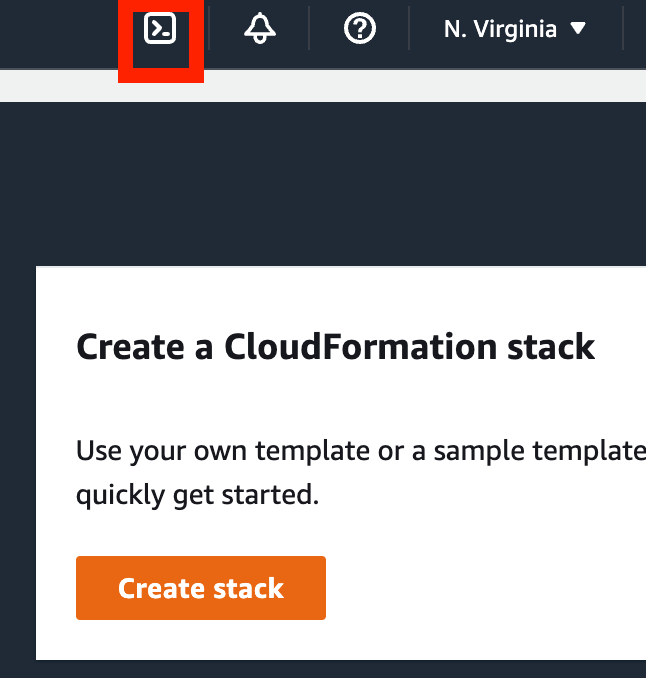 N. Virginia
Create a CloudFormation stack
Use your own template or a sample template
quickly get started.
Create stack